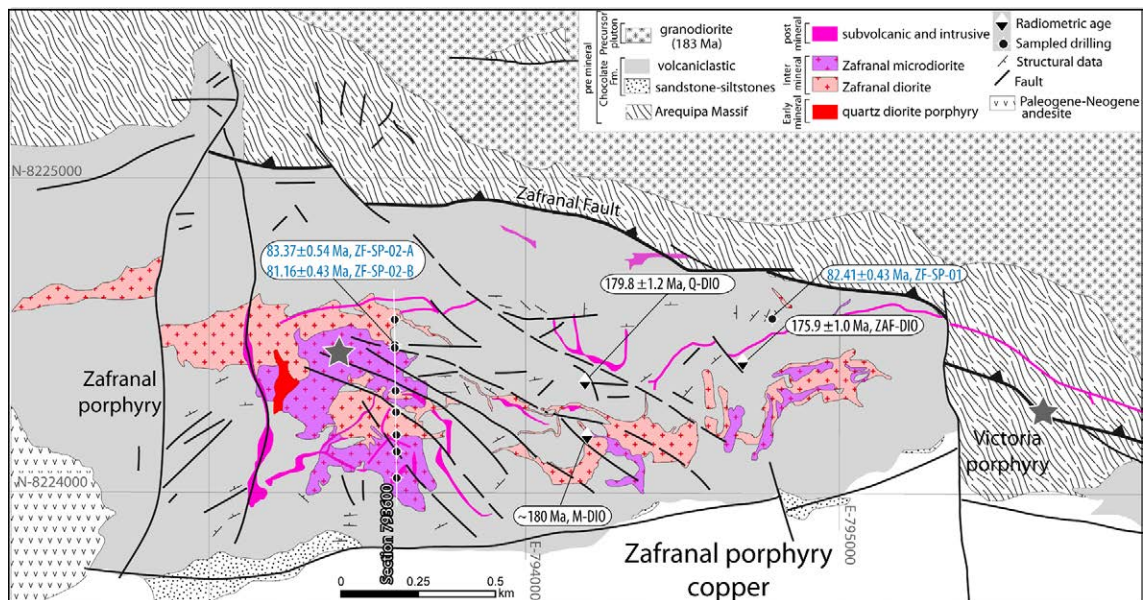 pre mineral
Precursor pluton
granodiorite
(183 Ma)
Chocolate Fm.
volcaniclastic
sandstone-siltstones
Arequipa Massif
post mineral
subvolcanic and intrusive
Inter mineral
Zafranal microdiorite
Zafranal diorite
Early mineral
quartz diorite porphyry
Radiometric age
Sampled drilling
Structural data
Fault
Paleogene-Neogene
andesite
N-8225000
Zafranal Fault
83.37±0.54 Ma, ZF-SP-02-A
81.16±0.43 Ma, ZF-SP-02-B
179.8 ±1.2 Ma, Q-DIO
82.41±0.43 Ma, ZF-SP-01
175.9 ±1.0 Ma, ZAF-DIO
Zafranal
porphyry
Victoria
porphyry
N-8224000
~180 Ma, M-DIO
Section 793600
E-794000
E-795000
Zafranal porphyry
copper
0 0.25 0.5
km